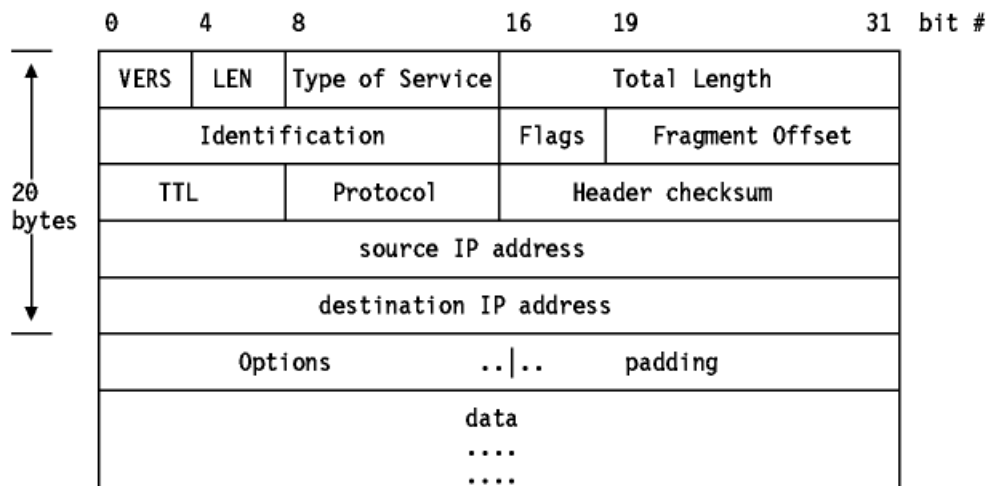 0 4 8 16 19 31 bit #
VERS LEN Type of Service Total Length
Identification Flags Fragment Offset
20 TTL Protocol Header checksum
bytes
source IP address
destination IP address
Options ..|.. padding
data
....
....